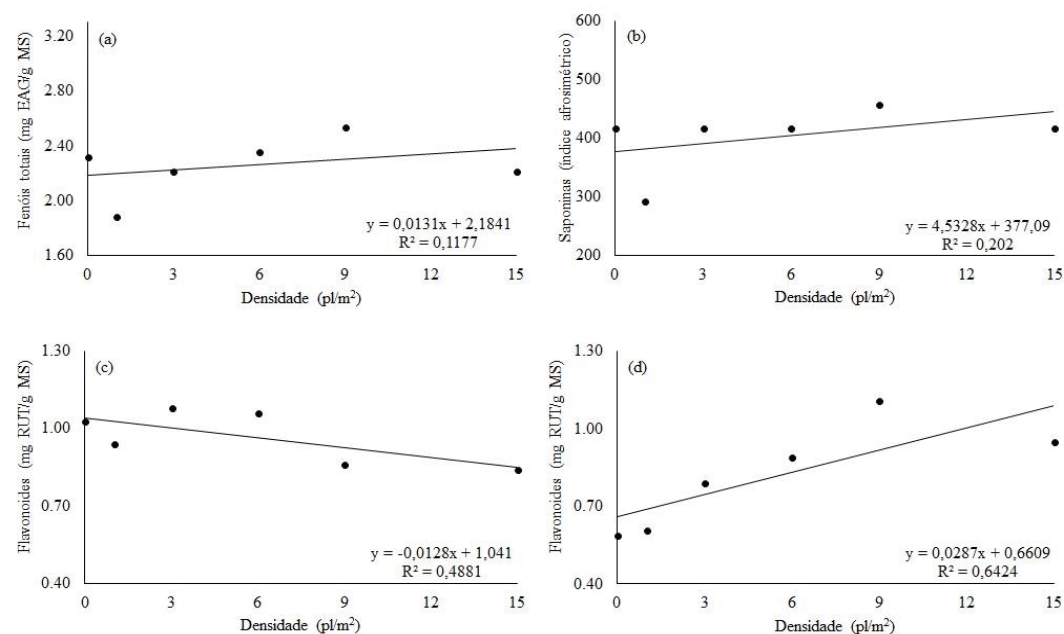 (a)
Fenóis totais (mg EAG/g MS)
3.20
2.80
2.40
2.00
1.60
y = 0,0131x + 2,1841
R² = 0,1177
0 3 6 9 12 15
Densidade (pl/m²)
(b)
Saponinas (índice afrosimétrico)
600
500
400
300
200
y = 4,5328x + 377,09
R² = 0,202
0 3 6 9 12 15
Densidade (pl/m²)
(c)
Flavonoides (mg RUT/g MS)
1.30
1.00
0.70
0.40
y = -0,0128x + 1,041
R² = 0,4881
0 3 6 9 12 15
Densidade (pl/m²)
(d)
Flavonoides (mg RUT/g MS)
1.30
1.00
0.70
0.40
y = 0,0287x + 0,6609
R² = 0,6424
0 3 6 9 12 15
Densidade (pl/m²)